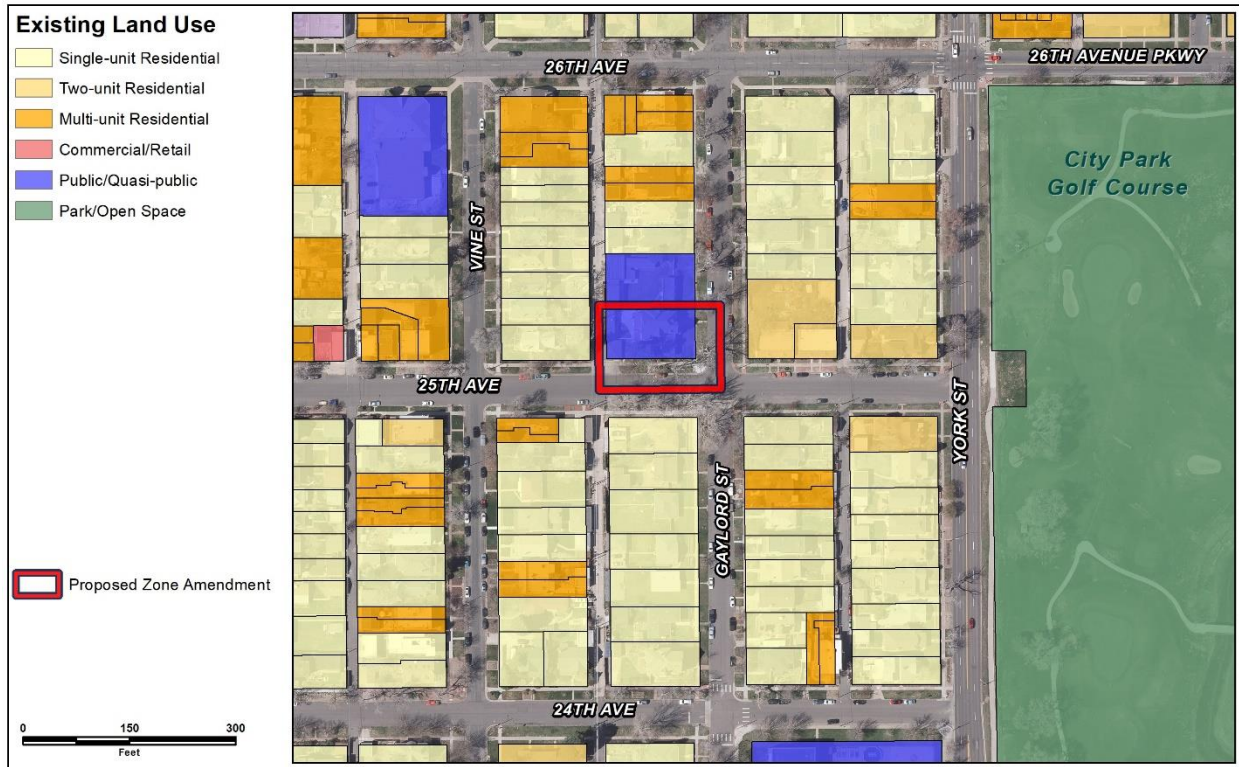 Existing Land Use
Single-unit Residential
Two-unit Residential
Multi-unit Residential
Commercial/Retail
Public/Quasi-public
Park/Open Space
Proposed Zone Amendment
0 150 300
Feet
26TH AVE
26TH AVENUE PKWY
City Park
Golf Course
VINE ST
25TH AVE
YORK ST
GAYLORD ST
24TH AVE